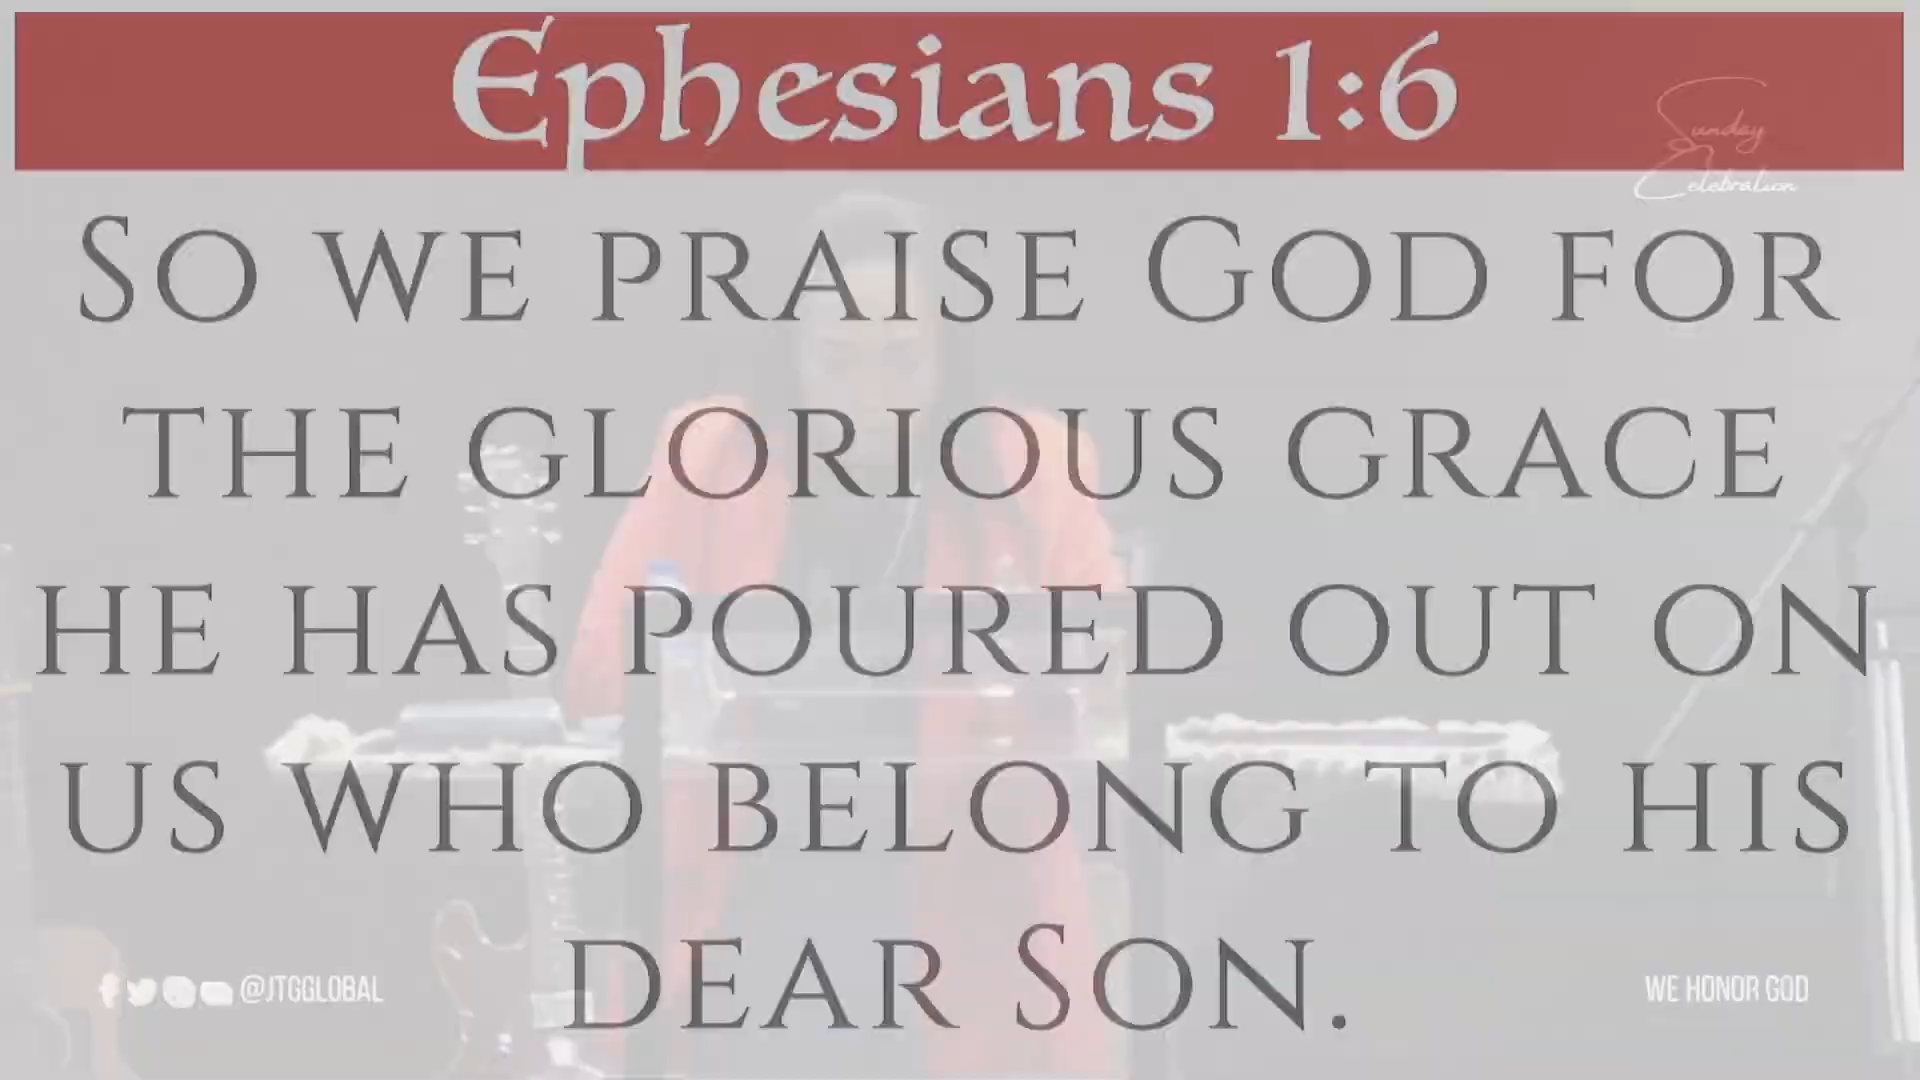 Ephesians 1:6
Sunday
Celebration
So we praise God for
the glorious grace
he has poured out on
us who belong to his
dear Son.
@JTGGLOBAL
WE HONOR GOD